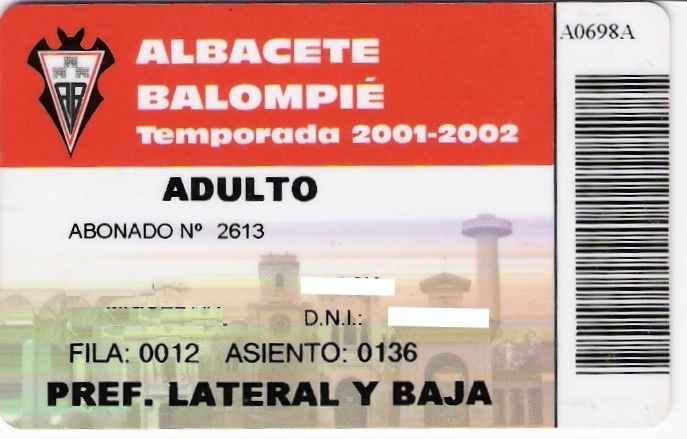 ALBACETE
BALOMPIÉ
Temporada 2001-2002
A0698A
ADULTO
ABONADO Nº 2613
D.N.I.:
FILA: 0012 ASIENTO: 0136
PREF. LATERAL Y BAJA